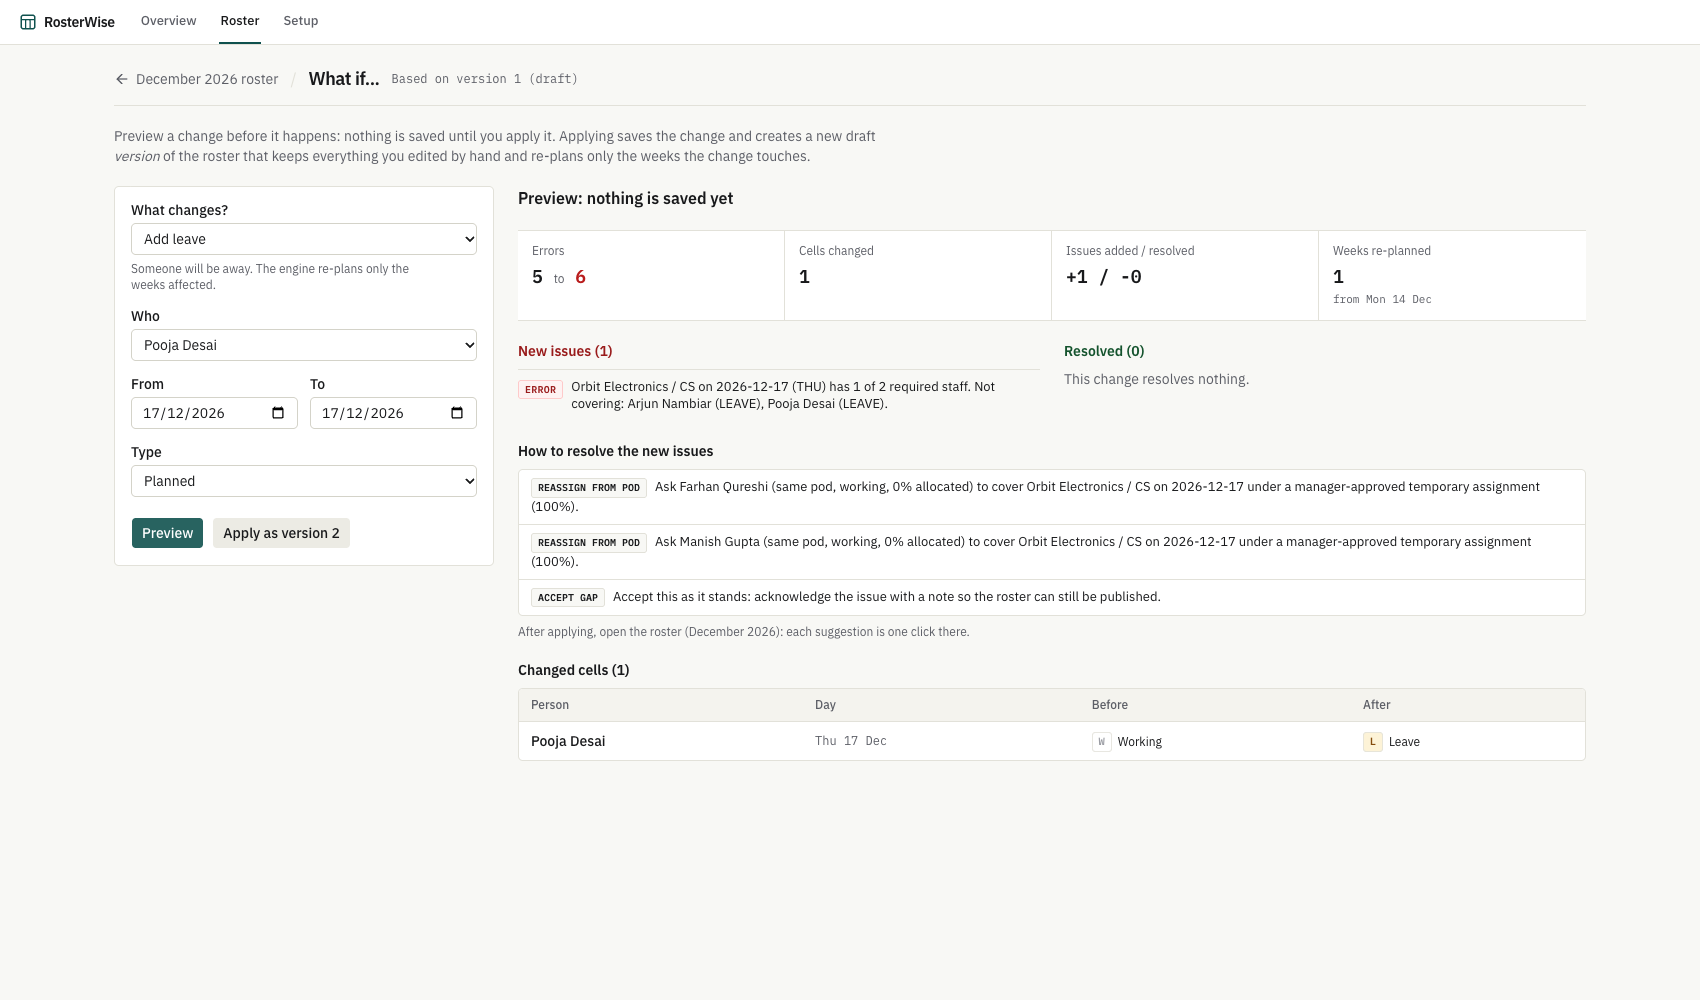 RosterWise
Overview
Roster
Setup
December 2026 roster / What if... Based on version 1 (draft)
Preview a change before it happens: nothing is saved until you apply it. Applying saves the change and creates a new draft
version of the roster that keeps everything you edited by hand and re-plans only the weeks the change touches.
What changes?
Add leave
Someone will be away. The engine re-plans only the
weeks affected.
Who
Pooja Desai
From To
17/12/2026 17/12/2026
Type
Planned
Preview Apply as version 2
Preview: nothing is saved yet
Errors
5 to 6
Cells changed
1
Issues added / resolved
+1 / -0
Weeks re-planned
1
from Mon 14 Dec
New issues (1)
ERROR Orbit Electronics / CS on 2026-12-17 (THU) has 1 of 2 required staff. Not
covering: Arjun Nambiar (LEAVE), Pooja Desai (LEAVE).
Resolved (0)
This change resolves nothing.
How to resolve the new issues
REASSIGN FROM POD Ask Farhan Qureshi (same pod, working, 0% allocated) to cover Orbit Electronics / CS on 2026-12-17 under a manager-approved temporary assignment
(100%).
REASSIGN FROM POD Ask Manish Gupta (same pod, working, 0% allocated) to cover Orbit Electronics / CS on 2026-12-17 under a manager-approved temporary assignment
(100%).
ACCEPT GAP Accept this as it stands: acknowledge the issue with a note so the roster can still be published.
After applying, open the roster (December 2026): each suggestion is one click there.
Changed cells (1)
Person Day Before After
Pooja Desai Thu 17 Dec W Working L Leave